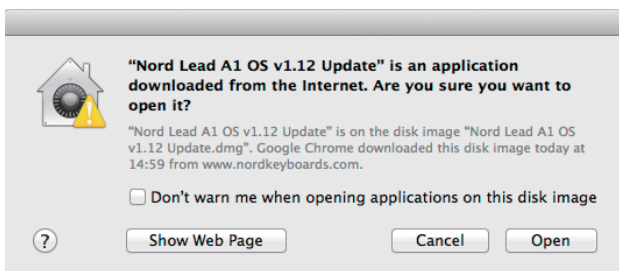 “Nord Lead A1 OS v1.12 Update” is an application
downloaded from the Internet. Are you sure you want to
open it?
“Nord Lead A1 OS v1.12 Update” is on the disk image “Nord Lead A1 OS
v1.12 Update.dmg”. Google Chrome downloaded this disk image today at
14:59 from www.nordkeyboards.com.
Don’t warn me when opening applications on this disk image
? Show Web Page Cancel Open